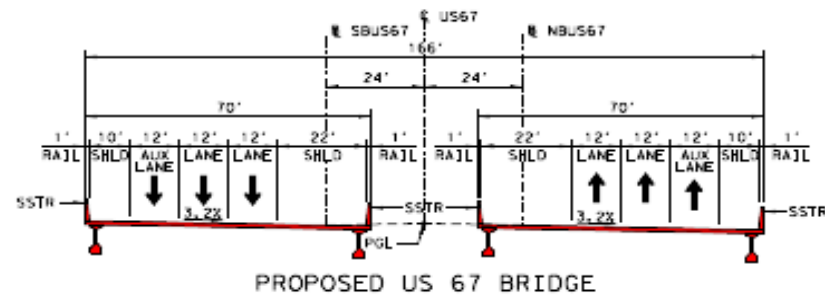 ℄ US67
℄ SBUS67
℄ NBUS67
166'
24'
24'
70'
70'
1' 10' 12' 12' 12' 22' 1'
1' 22' 12' 12' 12' 10' 1'
RAIL SHLD AUX LANE LANE LANE SHLD RAIL
RAIL SHLD LANE LANE AUX LANE SHLD RAIL
SSTR SSTR SSTR
3.2% 3.2%
PGL
PROPOSED US 67 BRIDGE